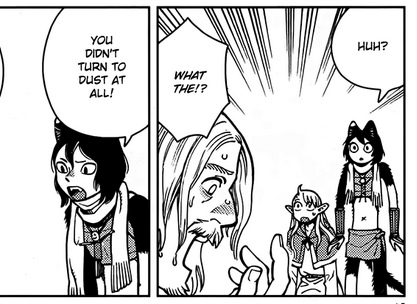 HUH?
WHAT
THE!?
YOU
DIDN'T
TURN TO
DUST AT
ALL!